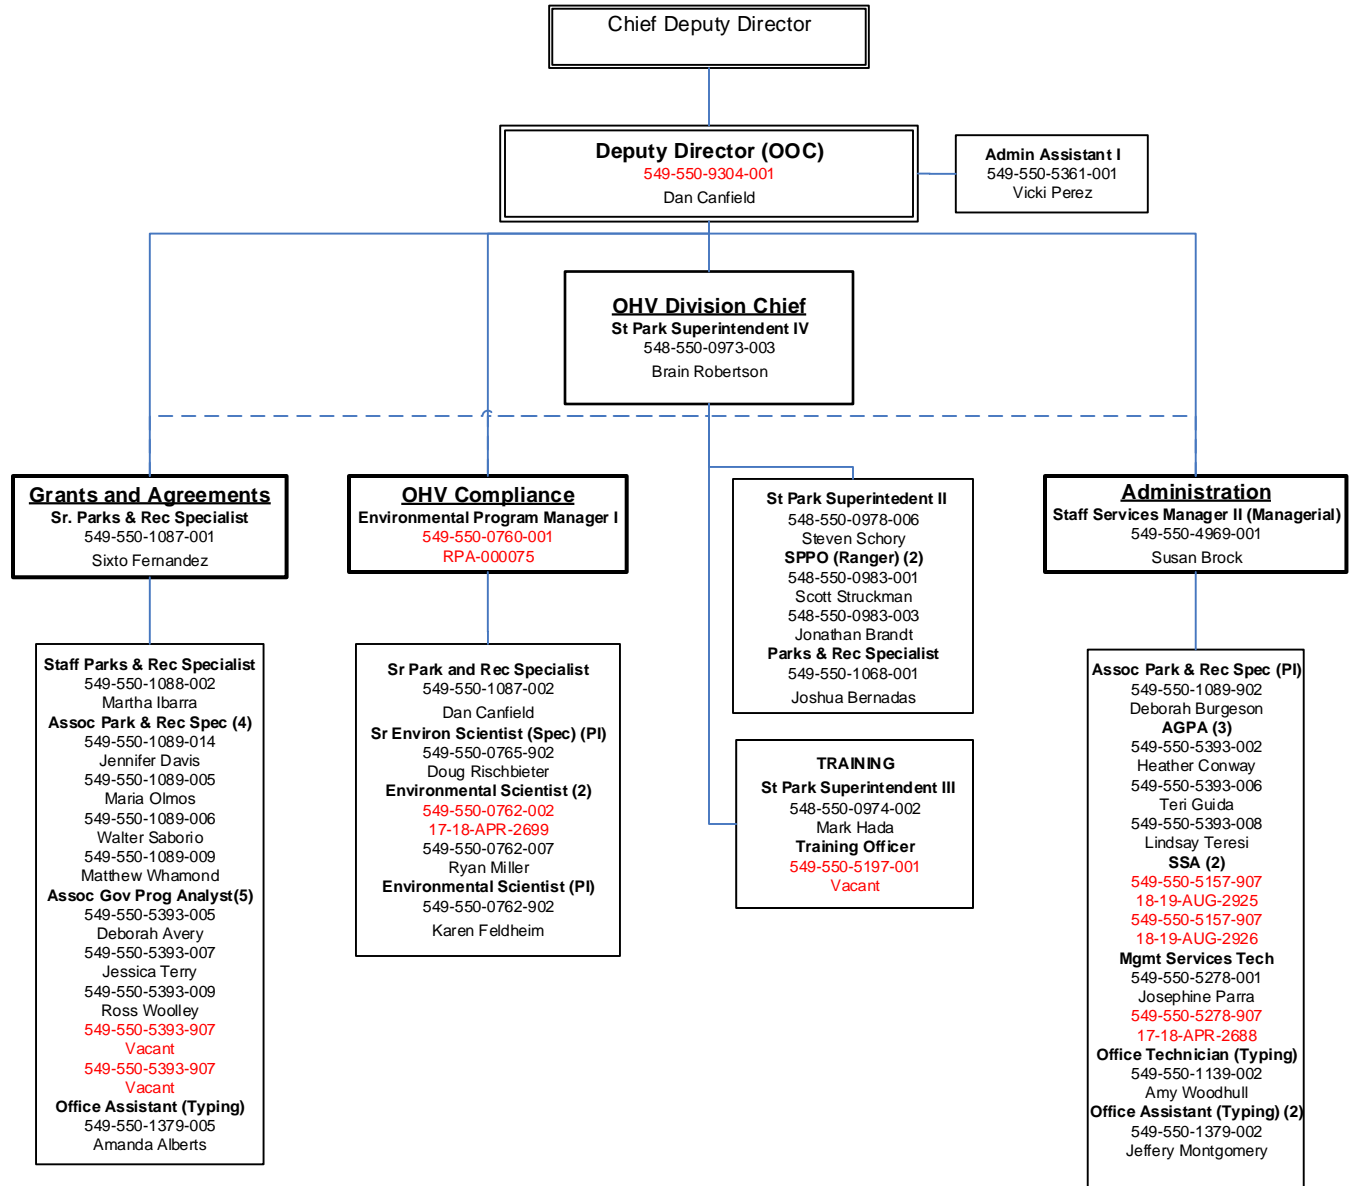 Chief Deputy Director
Deputy Director (OOC)
549-550-9304-001
Dan Canfield
Admin Assistant I
549-550-5361-001
Vicki Perez
OHV Division Chief
St Park Superintendent IV
548-550-0973-003
Brain Robertson
Grants and Agreements
Sr. Parks & Rec Specialist
549-550-1087-001
Sixto Fernandez
OHV Compliance
Environmental Program Manager I
549-550-0760-001
RPA-000075
St Park Superintedent II
548-550-0978-006
Steven Schory
SPPO (Ranger) (2)
548-550-0983-001
Scott Struckman
548-550-0983-003
Jonathan Brandt
Parks & Rec Specialist
549-550-1068-001
Joshua Bernadas
Administration
Staff Services Manager II (Managerial)
549-550-4969-001
Susan Brock
Staff Parks & Rec Specialist
549-550-1088-002
Martha Ibarra
Assoc Park & Rec Spec (4)
549-550-1089-014
Jennifer Davis
549-550-1089-005
Maria Olmos
549-550-1089-006
Walter Saborio
549-550-1089-009
Matthew Whamond
Assoc Gov Prog Analyst(5)
549-550-5393-005
Deborah Avery
549-550-5393-007
Jessica Terry
549-550-5393-009
Ross Woolley
549-550-5393-907
Vacant
549-550-5393-907
Vacant
Office Assistant (Typing)
549-550-1379-005
Amanda Alberts
Sr Park and Rec Specialist
549-550-1087-002
Dan Canfield
Sr Environ Scientist (Spec) (PI)
549-550-0765-902
Doug Rischbieter
Environmental Scientist (2)
549-550-0762-002
17-18-APR-2699
549-550-0762-007
Ryan Miller
Environmental Scientist (PI)
549-550-0762-902
Karen Feldheim
TRAINING
St Park Superintendent III
548-550-0974-002
Mark Hada
Training Officer
549-550-5197-001
Vacant
Assoc Park & Rec Spec (PI)
549-550-1089-902
Deborah Burgeson
AGPA (3)
549-550-5393-002
Heather Conway
549-550-5393-006
Teri Guida
549-550-5393-008
Lindsay Teresi
SSA (2)
549-550-5157-907
18-19-AUG-2925
549-550-5157-907
18-19-AUG-2926
Mgmt Services Tech
549-550-5278-001
Josephine Parra
549-550-5278-907
17-18-APR-2688
Office Technician (Typing)
549-550-1139-002
Amy Woodhull
Office Assistant (Typing) (2)
549-550-1379-002
Jeffery Montgomery